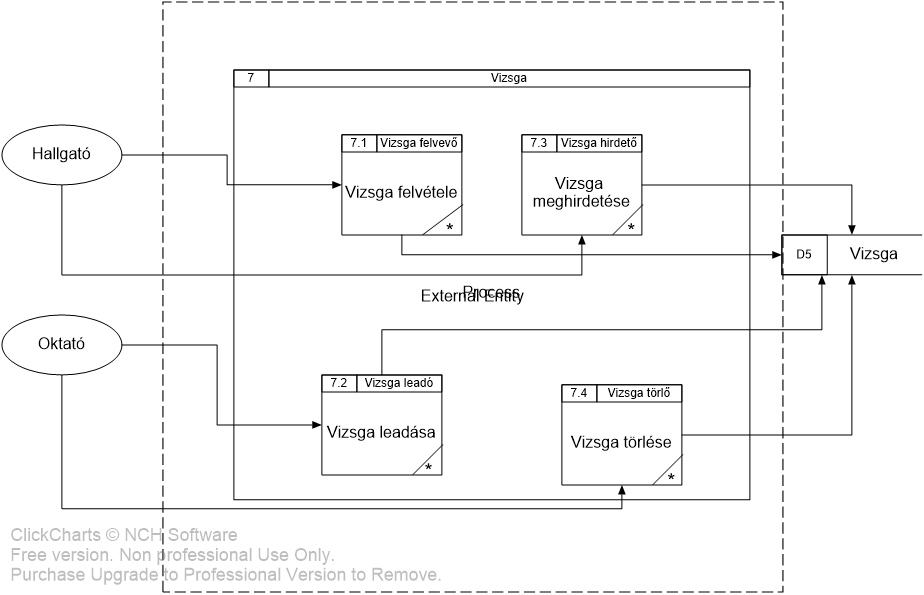 7 Vizsga
7.1 Vizsga felvevő
7.3 Vizsga hirdető
Hallgató
Vizsga felvétele
*
Vizsga
meghirdetése
*
D5 Vizsga
Process
External Entity
Oktató
7.2 Vizsga leadó
Vizsga leadása
*
7.4 Vizsga törlő
Vizsga törlése
*
ClickCharts © NCH Software
Free version. Non professional Use Only.
Purchase Upgrade to Professional Version to Remove.